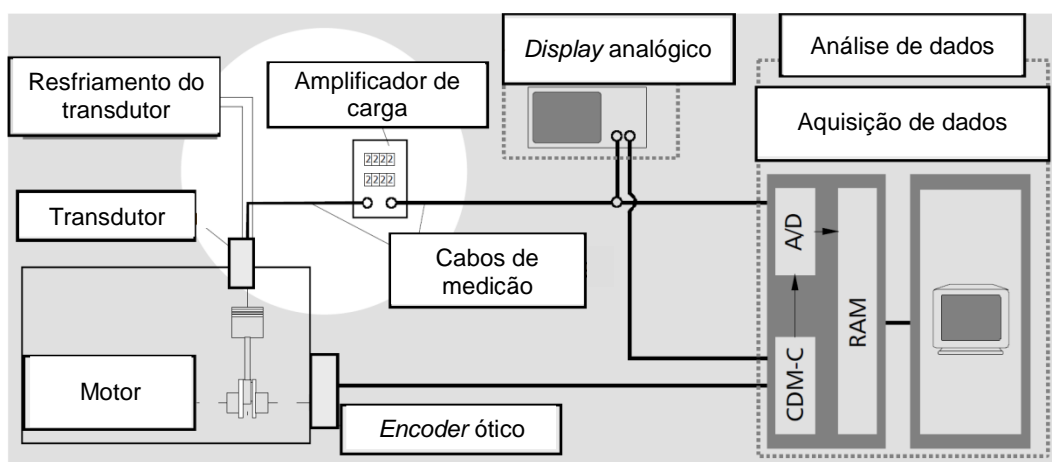 Resfriamento do
transdutor
Amplificador de
carga
Display analógico
Análise de dados
Aquisição de dados
2222
2222
Transdutor
Cabos de
medicão
A/D
RAM
CDM-C
Motor
Encoder ótico